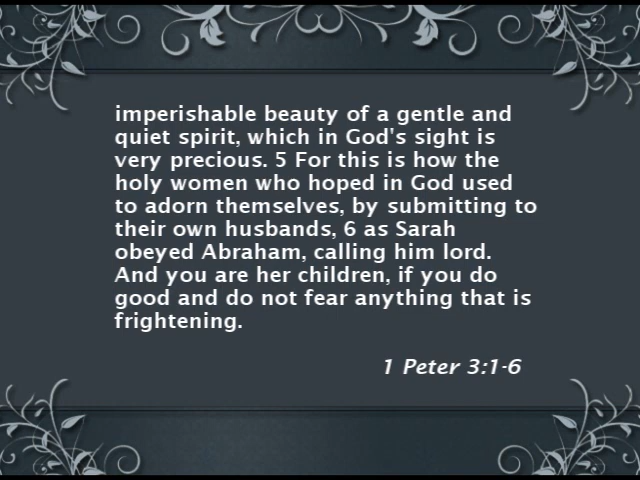 imperishable beauty of a gentle and
quiet spirit, which in God's sight is
very precious. 5 For this is how the
holy women who hoped in God used
to adorn themselves, by submitting to
their own husbands, 6 as Sarah
obeyed Abraham, calling him lord.
And you are her children, if you do
good and do not fear anything that is
frightening.
1 Peter 3:1-6